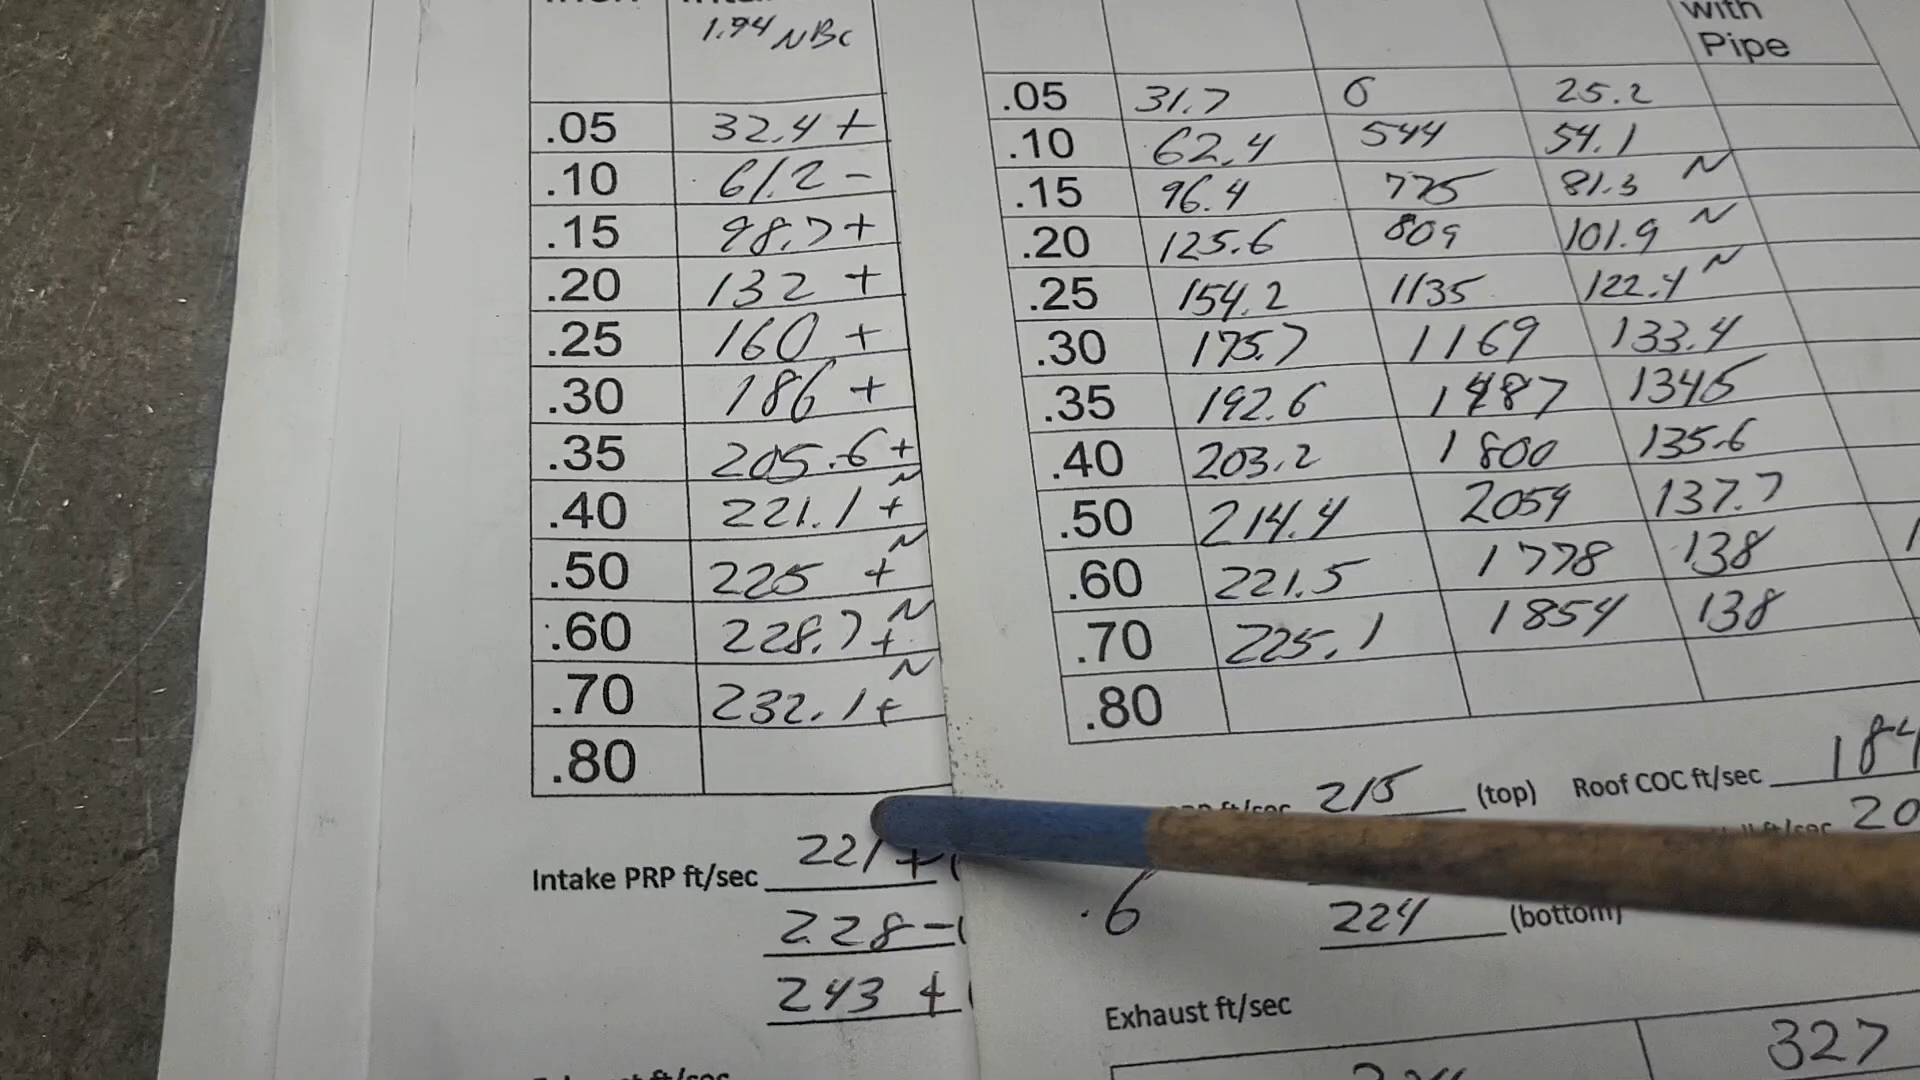 1.94 NBC
.05 32.4 +
.10 61.2 -
.15 98.7 +
.20 132 +
.25 160 +
.30 186 +
.35 205.6 +
.40 221.1 + N
.50 225 + N
.60 228.7 + N
.70 232.1 + N
.80
Intake PRP ft/sec 221 +
228 -
243 +
with
Pipe
.05 31.7 0 25.2
.10 62.4 544 54.1
.15 96.4 775 81.3 N
.20 125.6 809 101.9 N
.25 154.2 1135 122.4 N
.30 175.7 1169 133.4
.35 192.6 1487 134.5
.40 203.2 1800 135.6
.50 214.4 2059 137.7
.60 221.5 1778 138
.70 225.1 1854 138
.80
215 (top) Roof COC ft/sec 184
ft/sec 20
.6 224 (bottom)
Exhaust ft/sec
327